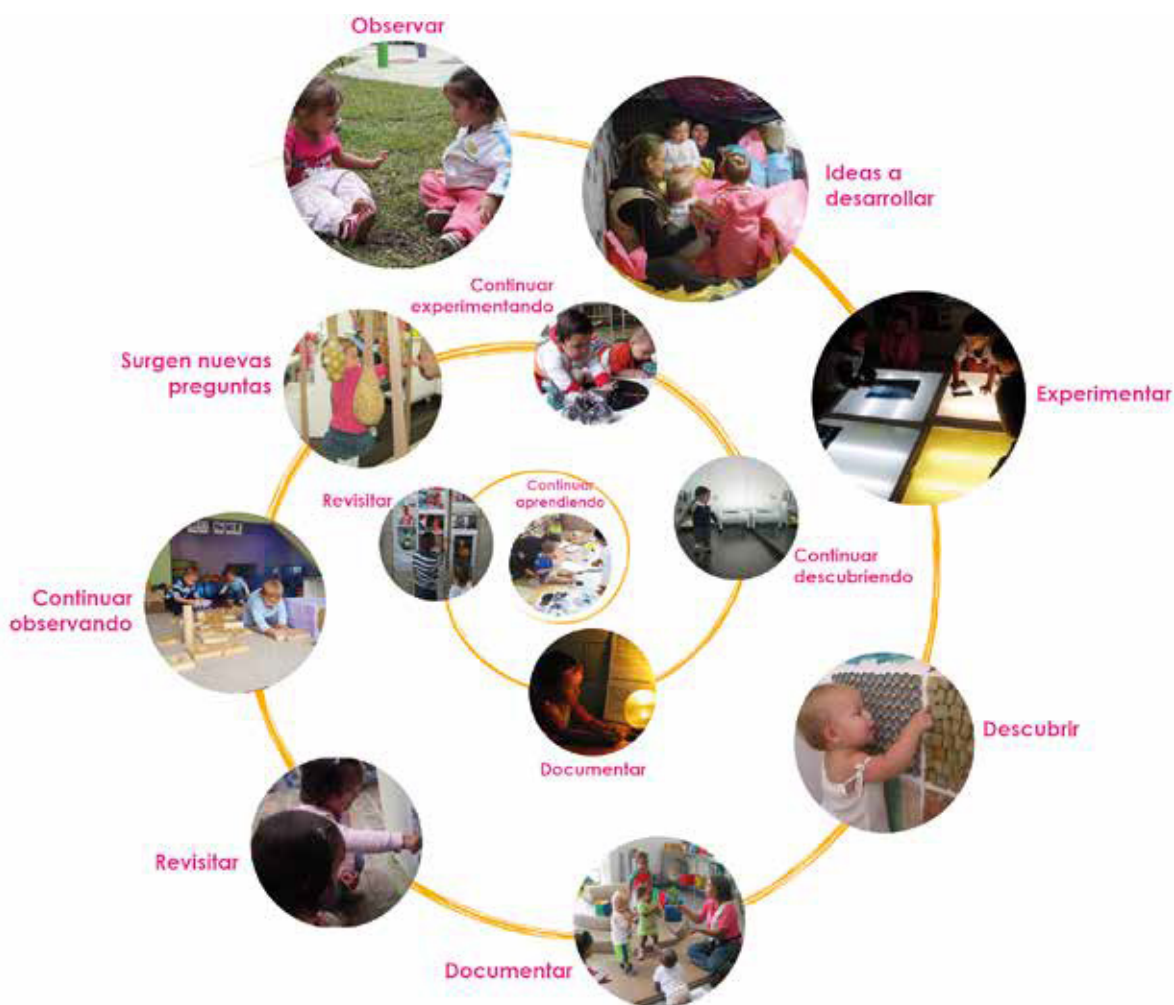 Observar
Ideas a
desarrollar
Experimentar
Descubrir
Documentar
Revisitar
Continuar
observando
Surgen nuevas
preguntas
Continuar
experimentando
Continuar
descubriendo
Documentar
Revisitar
Continuar
aprendiendo